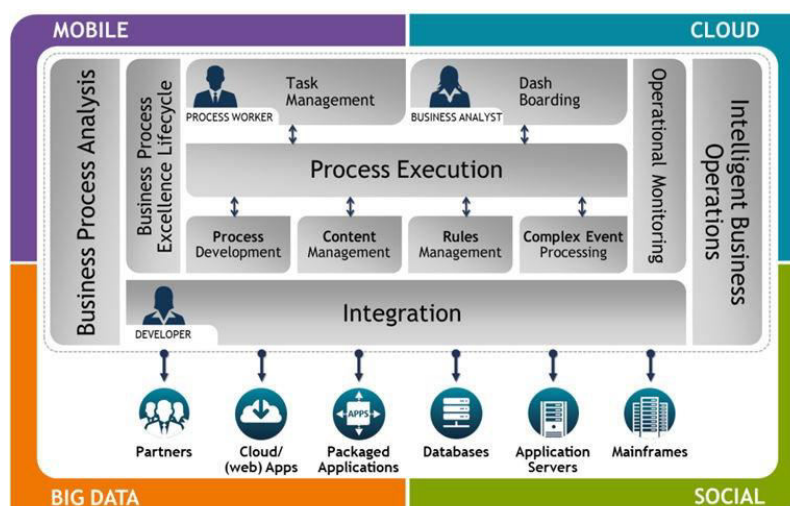 MOBILE
CLOUD
Business Process Analysis
Business Process
Excellence Lifecycle
Task
Management
PROCESS WORKER
Dash
Boarding
BUSINESS ANALYST
Operational Monitoring
Intelligent Business
Operations
Process Execution
Process
Development
Content
Management
Rules
Management
Complex Event
Processing
Integration
DEVELOPER
Partners
Cloud/
(web) Apps
APPS
Packaged
Applications
Databases
Application
Servers
Mainframes
BIG DATA
SOCIAL